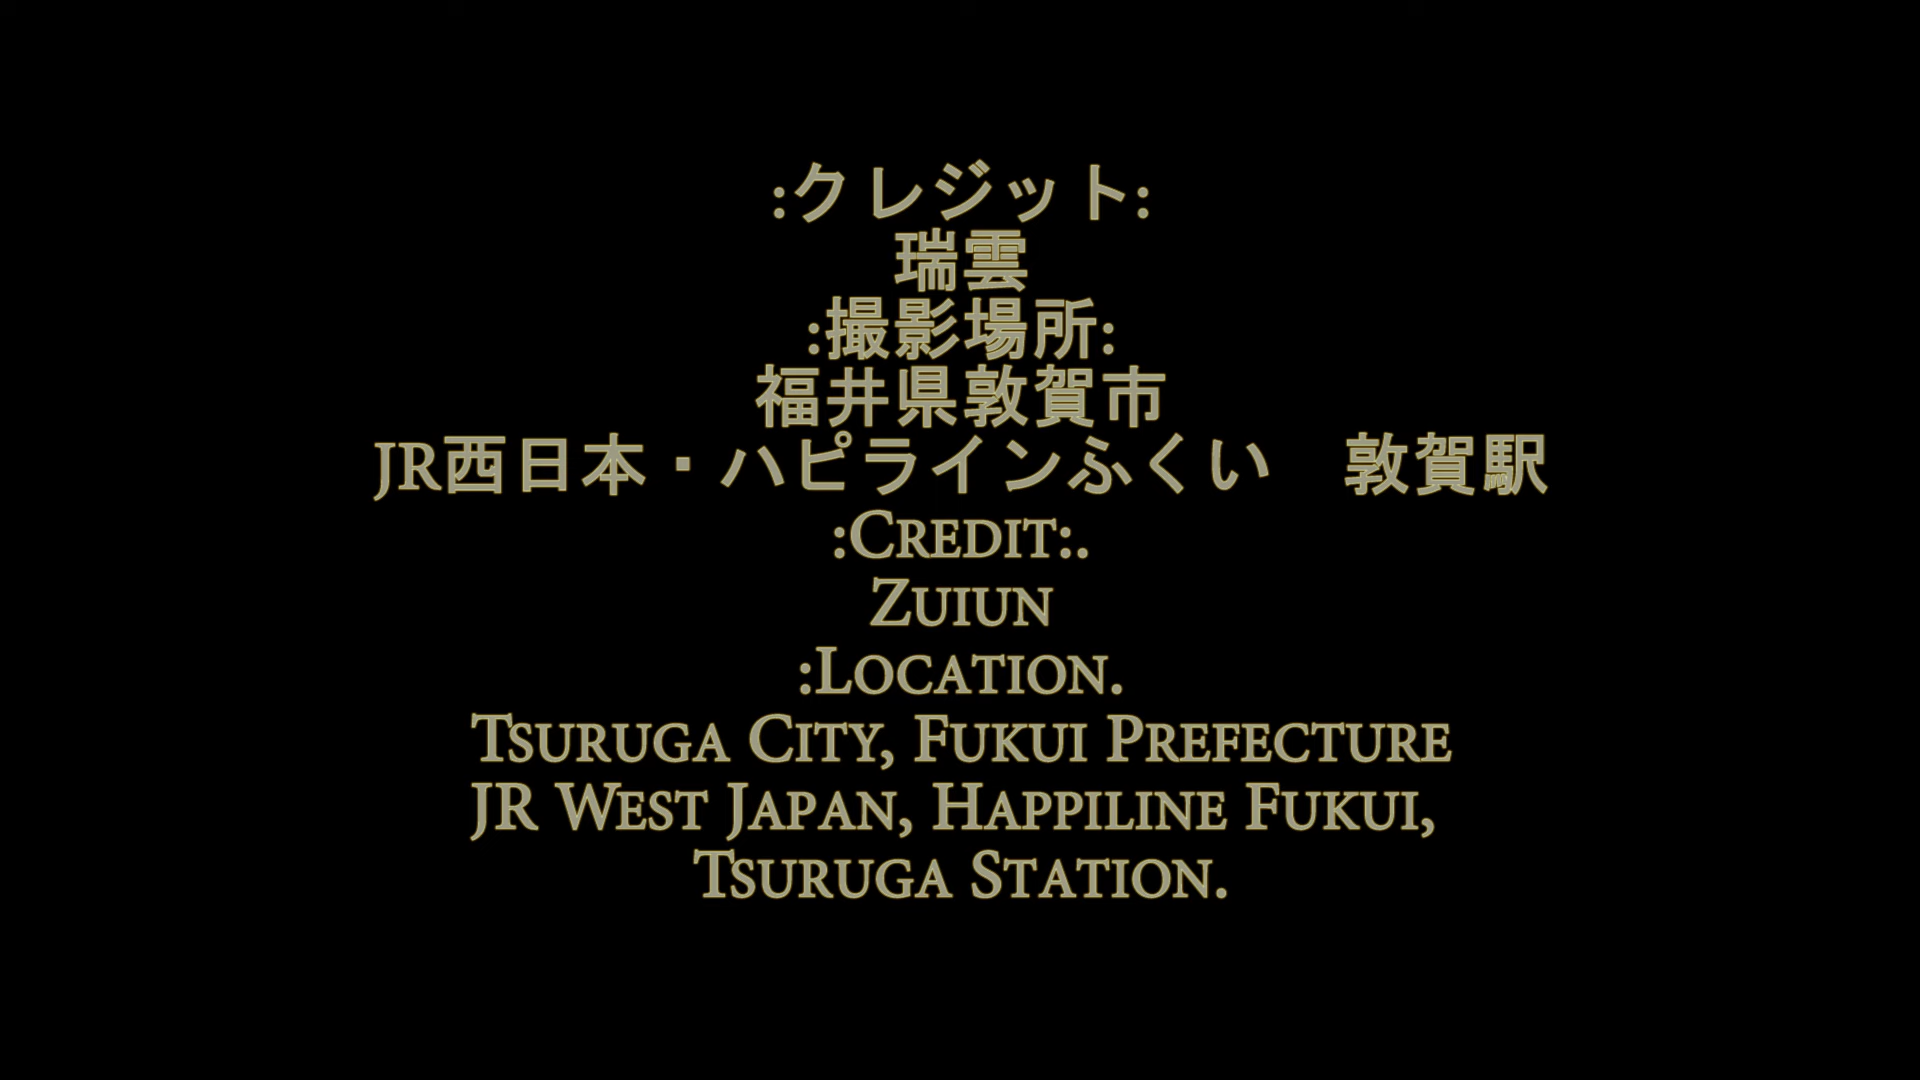 :クレジット:
瑞雲
:撮影場所:
福井県敦賀市
JR西日本・ハピラインふくい　敦賀駅
:Credit:.
Zuiun
:Location.
Tsuruga City, Fukui Prefecture
JR West Japan, Happiline Fukui,
Tsuruga Station.